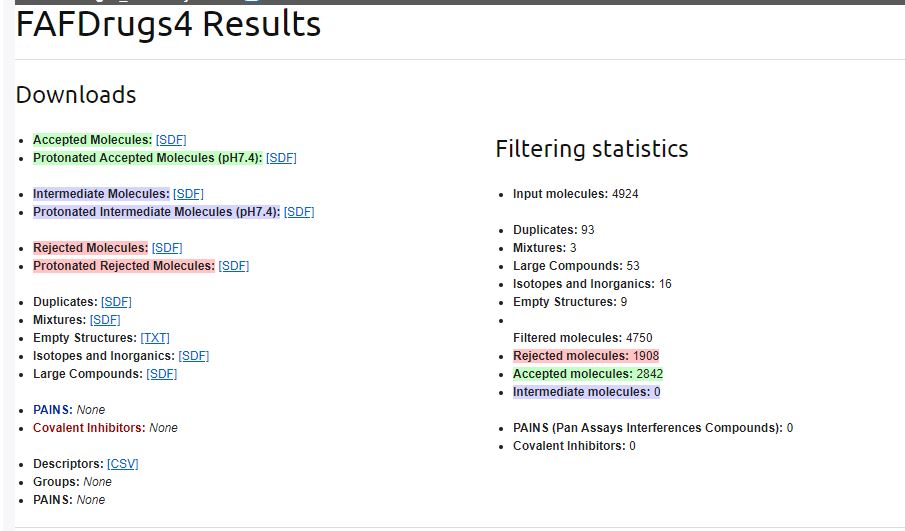 FAFDrugs4 Results
Downloads
Accepted Molecules: [SDF]
Protonated Accepted Molecules (pH7.4): [SDF]
Intermediate Molecules: [SDF]
Protonated Intermediate Molecules (pH7.4): [SDF]
Rejected Molecules: [SDF]
Protonated Rejected Molecules: [SDF]
Duplicates: [SDF]
Mixtures: [SDF]
Empty Structures: [TXT]
Isotopes and Inorganics: [SDF]
Large Compounds: [SDF]
PAINS: None
Covalent Inhibitors: None
Descriptors: [CSV]
Groups: None
PAINS: None
Filtering statistics
Input molecules: 4924
Duplicates: 93
Mixtures: 3
Large Compounds: 53
Isotopes and Inorganics: 16
Empty Structures: 9
Filtered molecules: 4750
Rejected molecules: 1908
Accepted molecules: 2842
Intermediate molecules: 0
PAINS (Pan Assays Interferences Compounds): 0
Covalent Inhibitors: 0